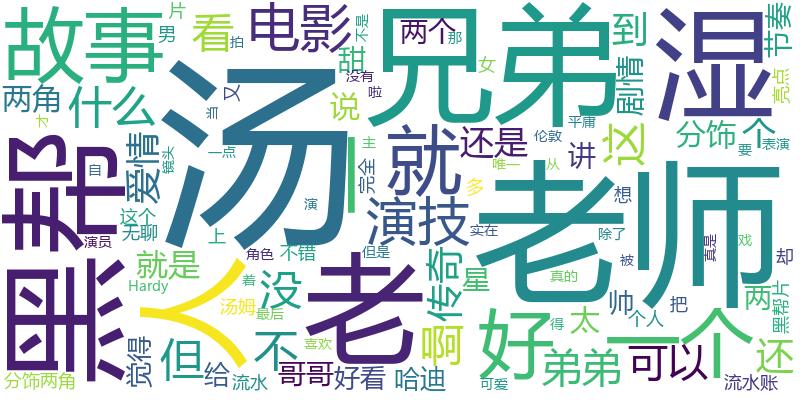 故事
片
男
看
电影
拍
不是
两个
那
兄弟
到
湿
节奏
两角
什么
汤
又
甜
没有
啦
女
剧情
亮点
才
当
说
就
还是
伦敦
平庸
这
分饰
个
表演
黑帮
自
爱情
镜头
一点
一
主
完全
讲
唯一
从
要
这个
无聊
演员
上
演
演技
多
实在
老师
想
除了
真是
戏
就是
人
角色
不错
但是
老
传奇
星
真的
被
却
Hardy
着
没
帅
把
两
黑帮片
汤姆
最后
啊
好
太
个人
一个
觉得
但
不
喜欢
得
弟弟
可以
还
分饰两角
给
流水
哥哥
好看
哈迪
可爱
流水账